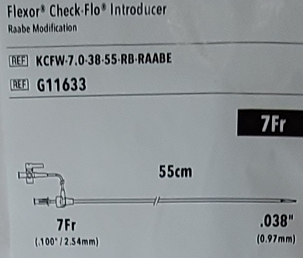 Flexor® Check-Flo® Introducer
Raabe Modification
REF KCFW-7.0-38-55-RB-RAABE
REF G11633
7Fr
55cm
7Fr .038"
(.100"/2.54mm) (0.97mm)